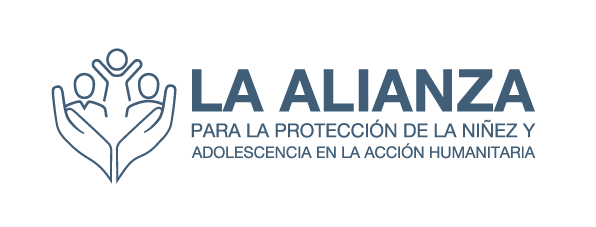 LA ALIANZA
PARA LA PROTECCIÓN DE LA NIÑEZ Y
ADOLESCENCIA EN LA ACCIÓN HUMANITARIA